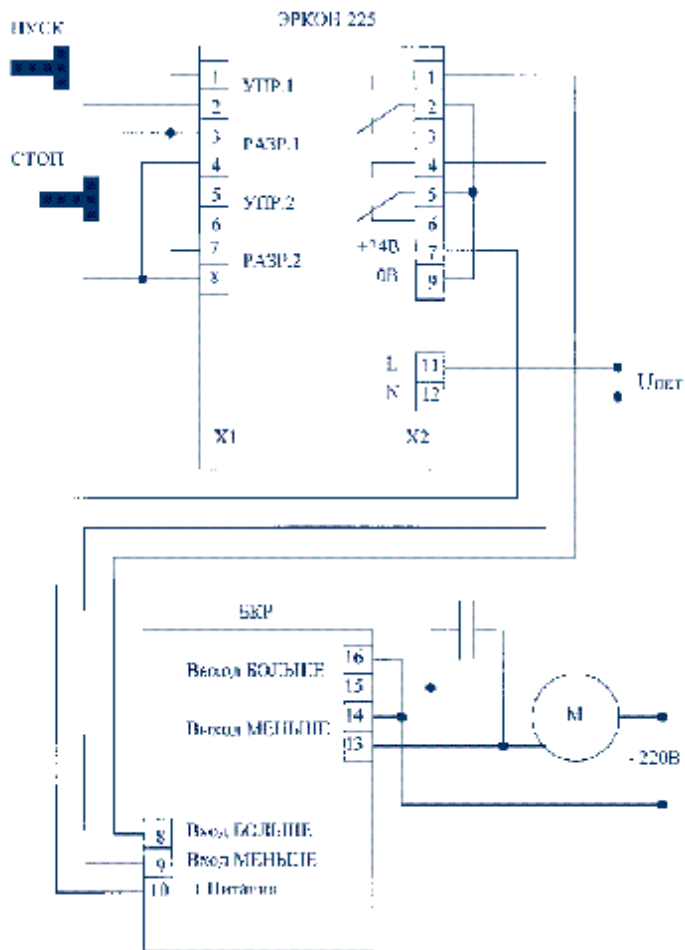 ЭРКОН 225
ПУСК
СТОП
1
2
3
4
5
6
7
8
УПР.1
РАЗР.1
УПР.2
РАЗР.2
1
2
3
4
5
6
+24В 7
0В 9
L 11
N 12
X1 X2
БКР
Выход БОЛЬШЕ
Выход МЕНЬШЕ
16
15
14
13
М
220В
8 Вход БОЛЬШЕ
9 Вход МЕНЬШЕ
10 Питания